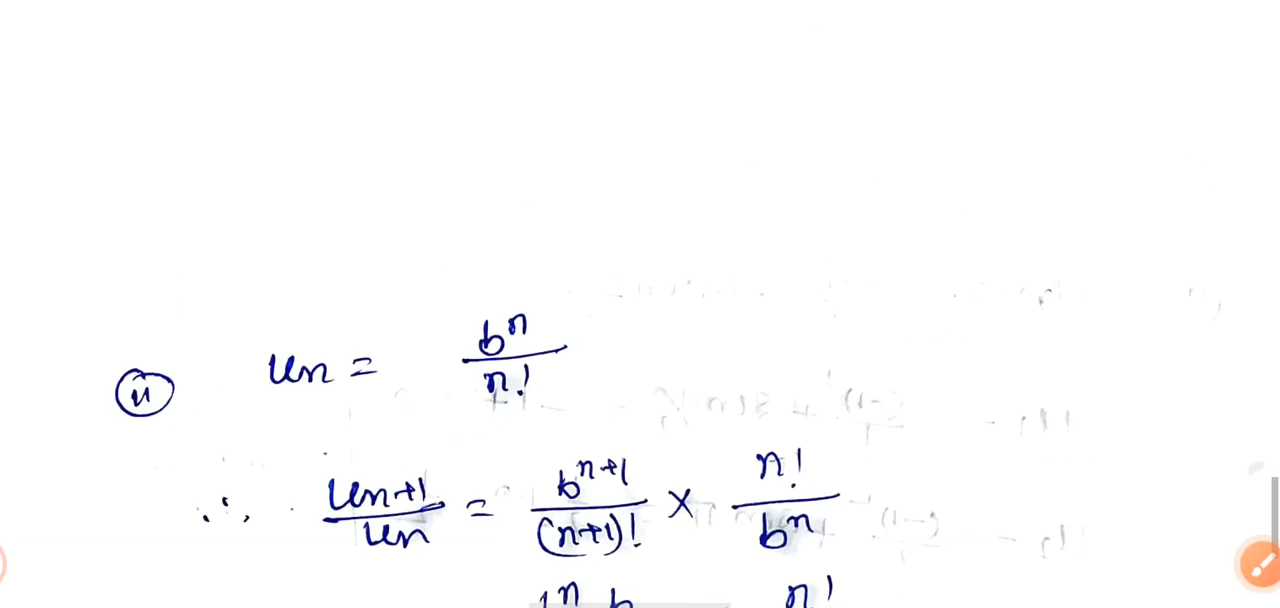 (ii) un = b^n / n!
∴ un+1 / un = b^(n+1) / (n+1)! × n! / b^n
n!